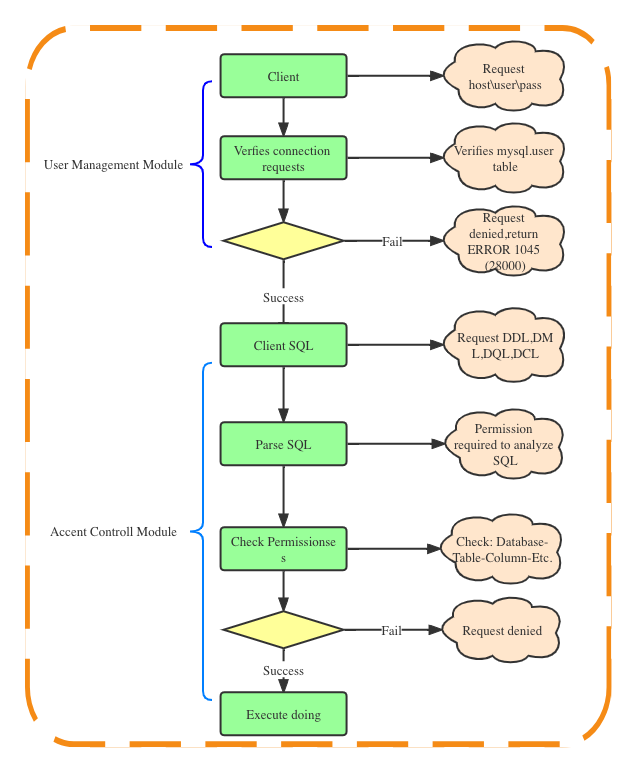 Client
Request
host\user\pass
User Management Module
Verfies connection
requests
Verifies mysql.user
table
Fail
Request
denied,return
ERROR 1045
(28000)
Success
Client SQL
Request DDL,DM
L,DQL,DCL
Parse SQL
Permission
required to analyze
SQL
Accent Controll Module
Check Permissionse
s
Check: Database-
Table-Column-Etc.
Fail
Request denied
Success
Execute doing